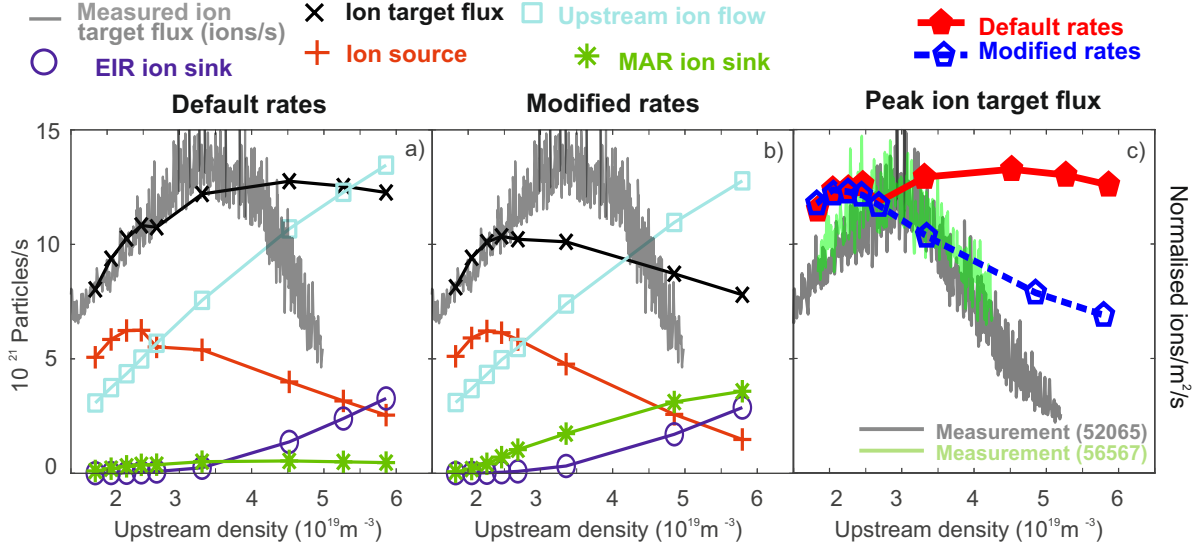 Measured ion
target flux (ions/s)
Ion target flux
Upstream ion flow
Default rates
EIR ion sink
Ion source
MAR ion sink
Modified rates
Default rates
Modified rates
Peak ion target flux
15
10
5
0
10 21 Particles/s
a)
b)
c)
Normalised ions/m²/s
Measurement (52065)
Measurement (56567)
2 3 4 5 6
2 3 4 5 6
2 3 4 5 6
Upstream density (10¹⁹m ⁻³)
Upstream density (10¹⁹m ⁻³)
Upstream density (10¹⁹m ⁻³)